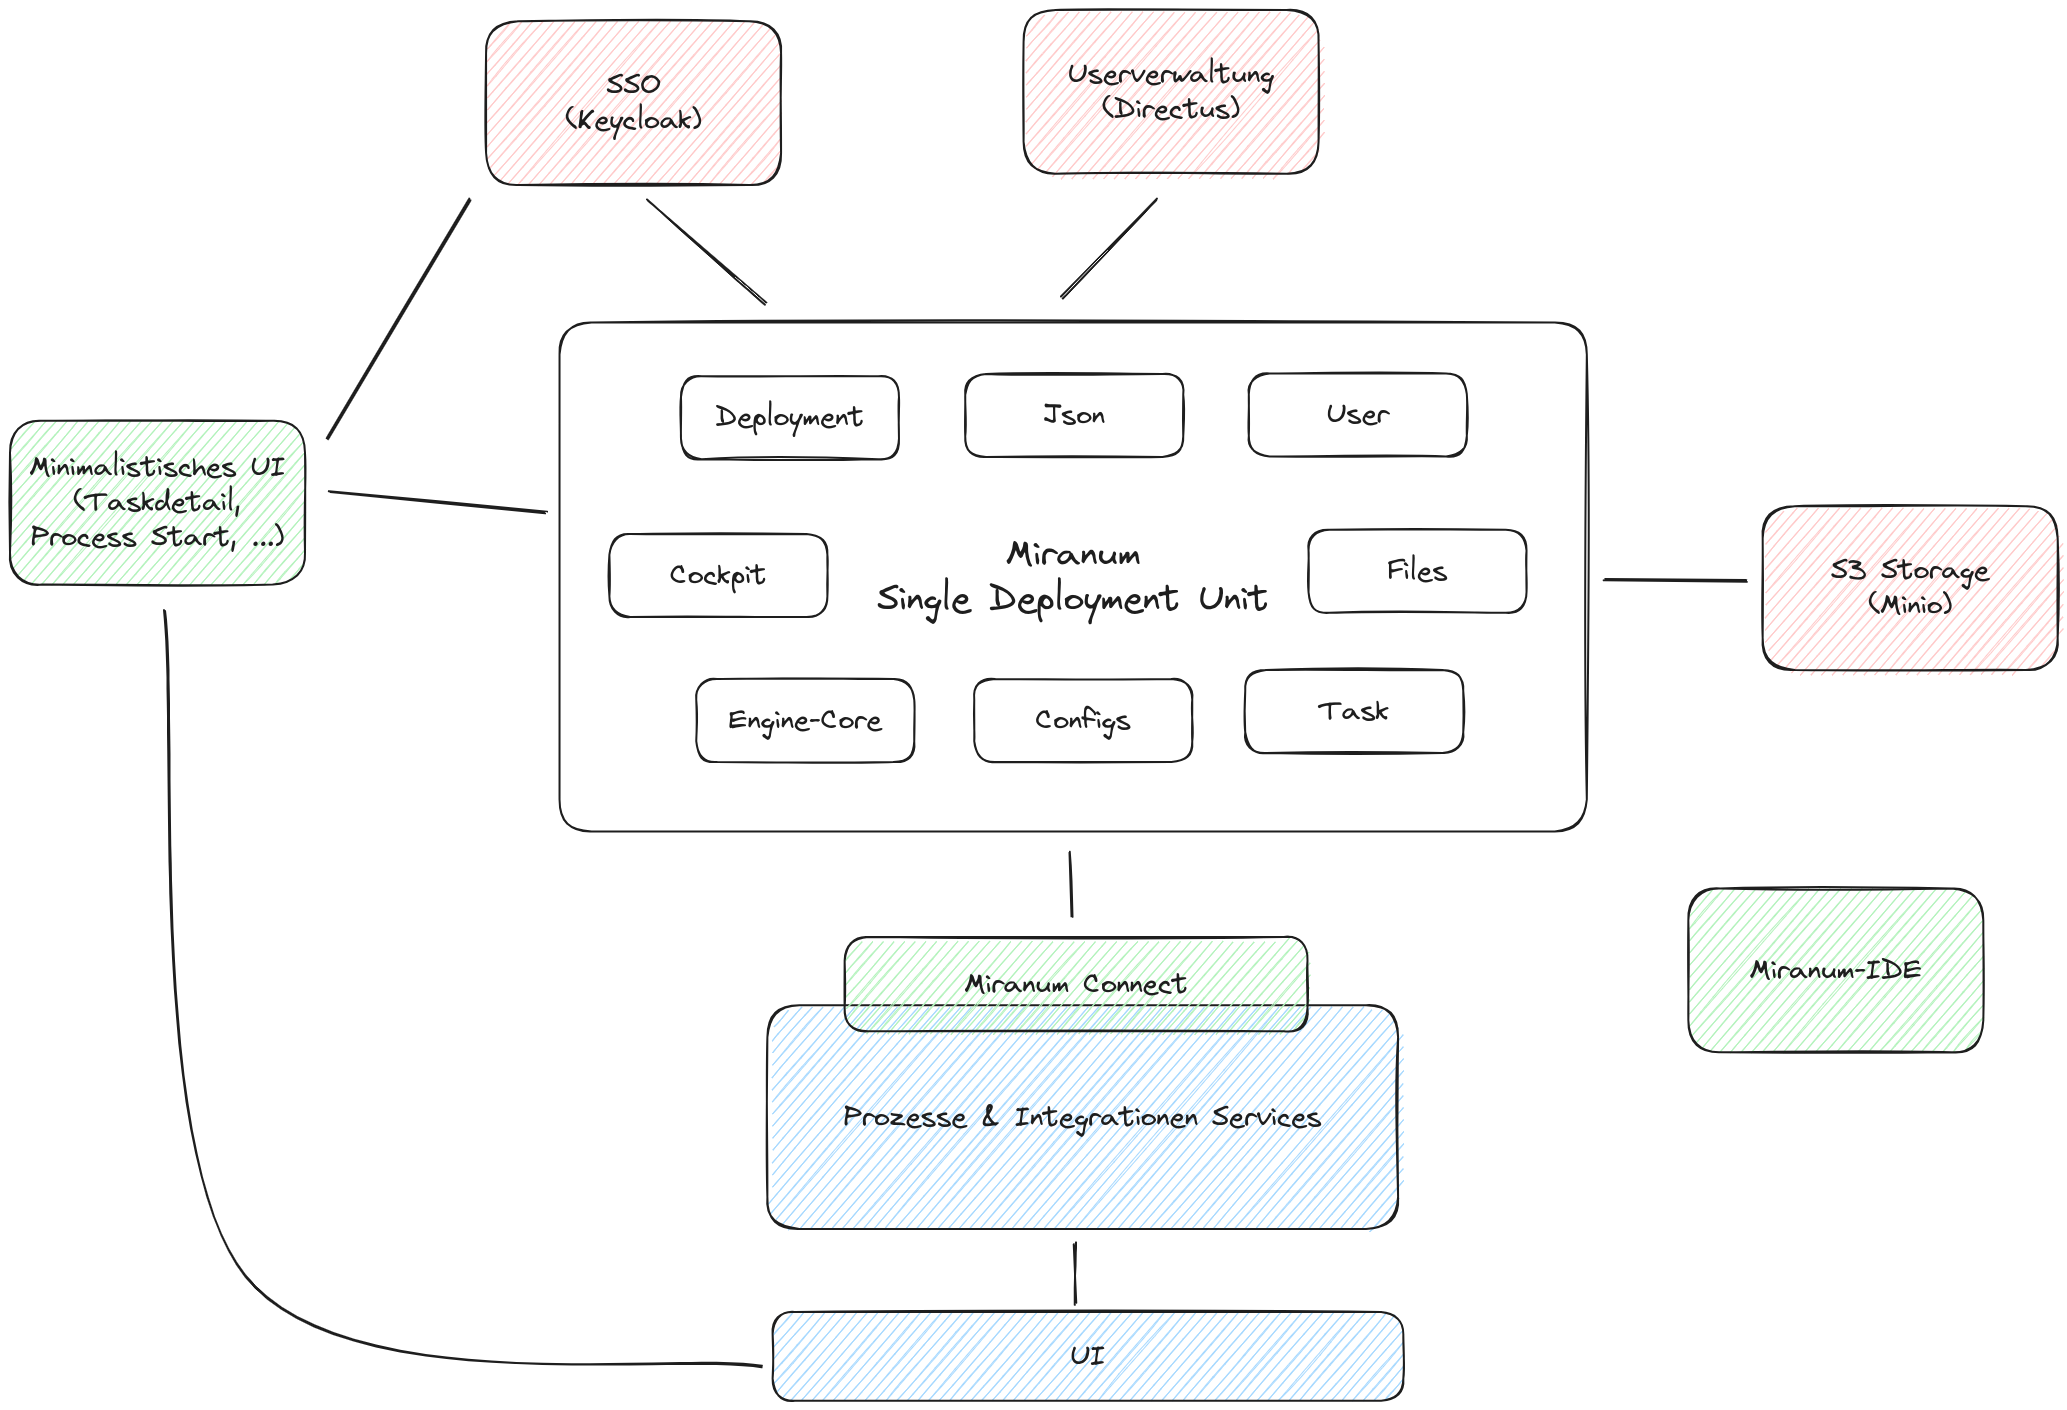 SSO
(Keycloak)
Userverwaltung
(Directus)
Deployment
Json
User
Minimalistisches UI
(Taskdetail,
Process Start, ...)
Cockpit
Miranum
Single Deployment Unit
Files
S3 Storage
(Minio)
Engine-Core
Configs
Task
Miranum Connect
Miranum-IDE
Prozesse & Integrationen Services
UI